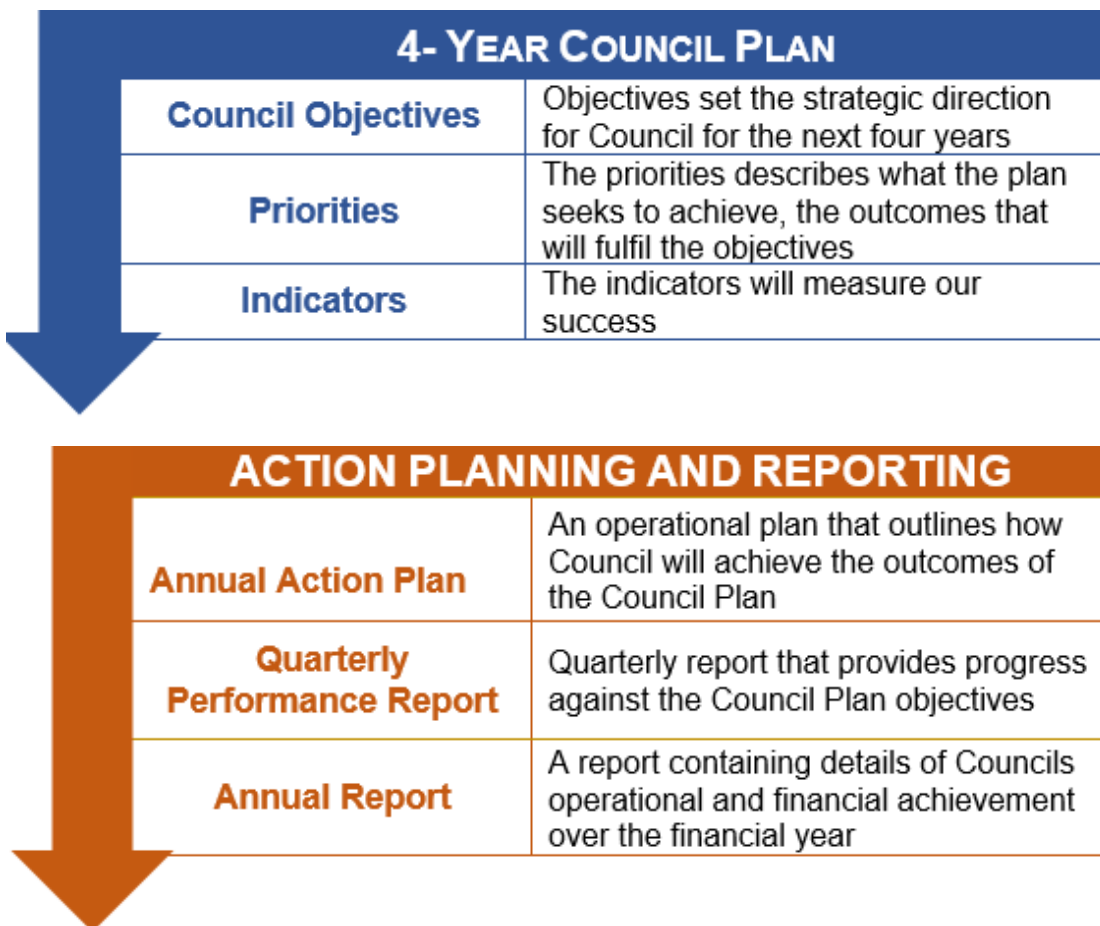 4- YEAR COUNCIL PLAN
Council Objectives
Objectives set the strategic direction
for Council for the next four years
Priorities
The priorities describes what the plan
seeks to achieve, the outcomes that
will fulfil the objectives
Indicators
The indicators will measure our
success
ACTION PLANNING AND REPORTING
Annual Action Plan
An operational plan that outlines how
Council will achieve the outcomes of
the Council Plan
Quarterly
Performance Report
Quarterly report that provides progress
against the Council Plan objectives
Annual Report
A report containing details of Councils
operational and financial achievement
over the financial year